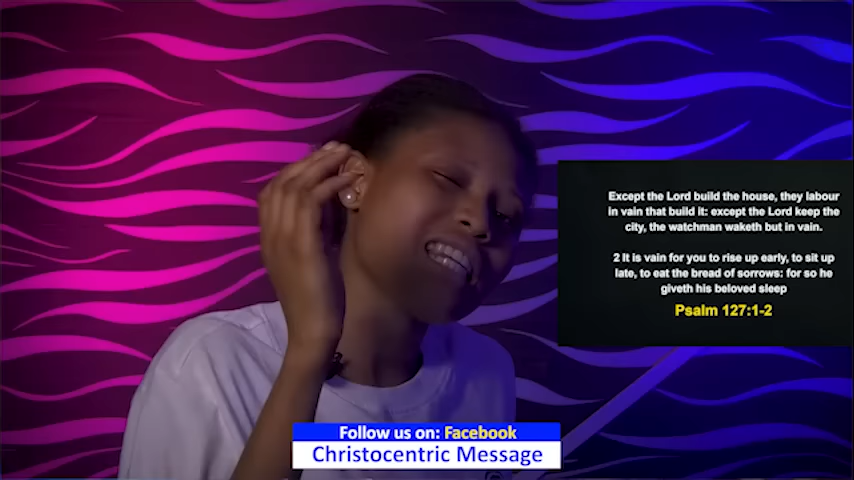 Except the Lord build the house, they labour
in vain that build it: except the Lord keep the
city, the watchman waketh but in vain.
2 It is vain for you to rise up early, to sit up
late, to eat the bread of sorrows: for so he
giveth his beloved sleep
Psalm 127:1-2
Follow us on: Facebook
Christocentric Message